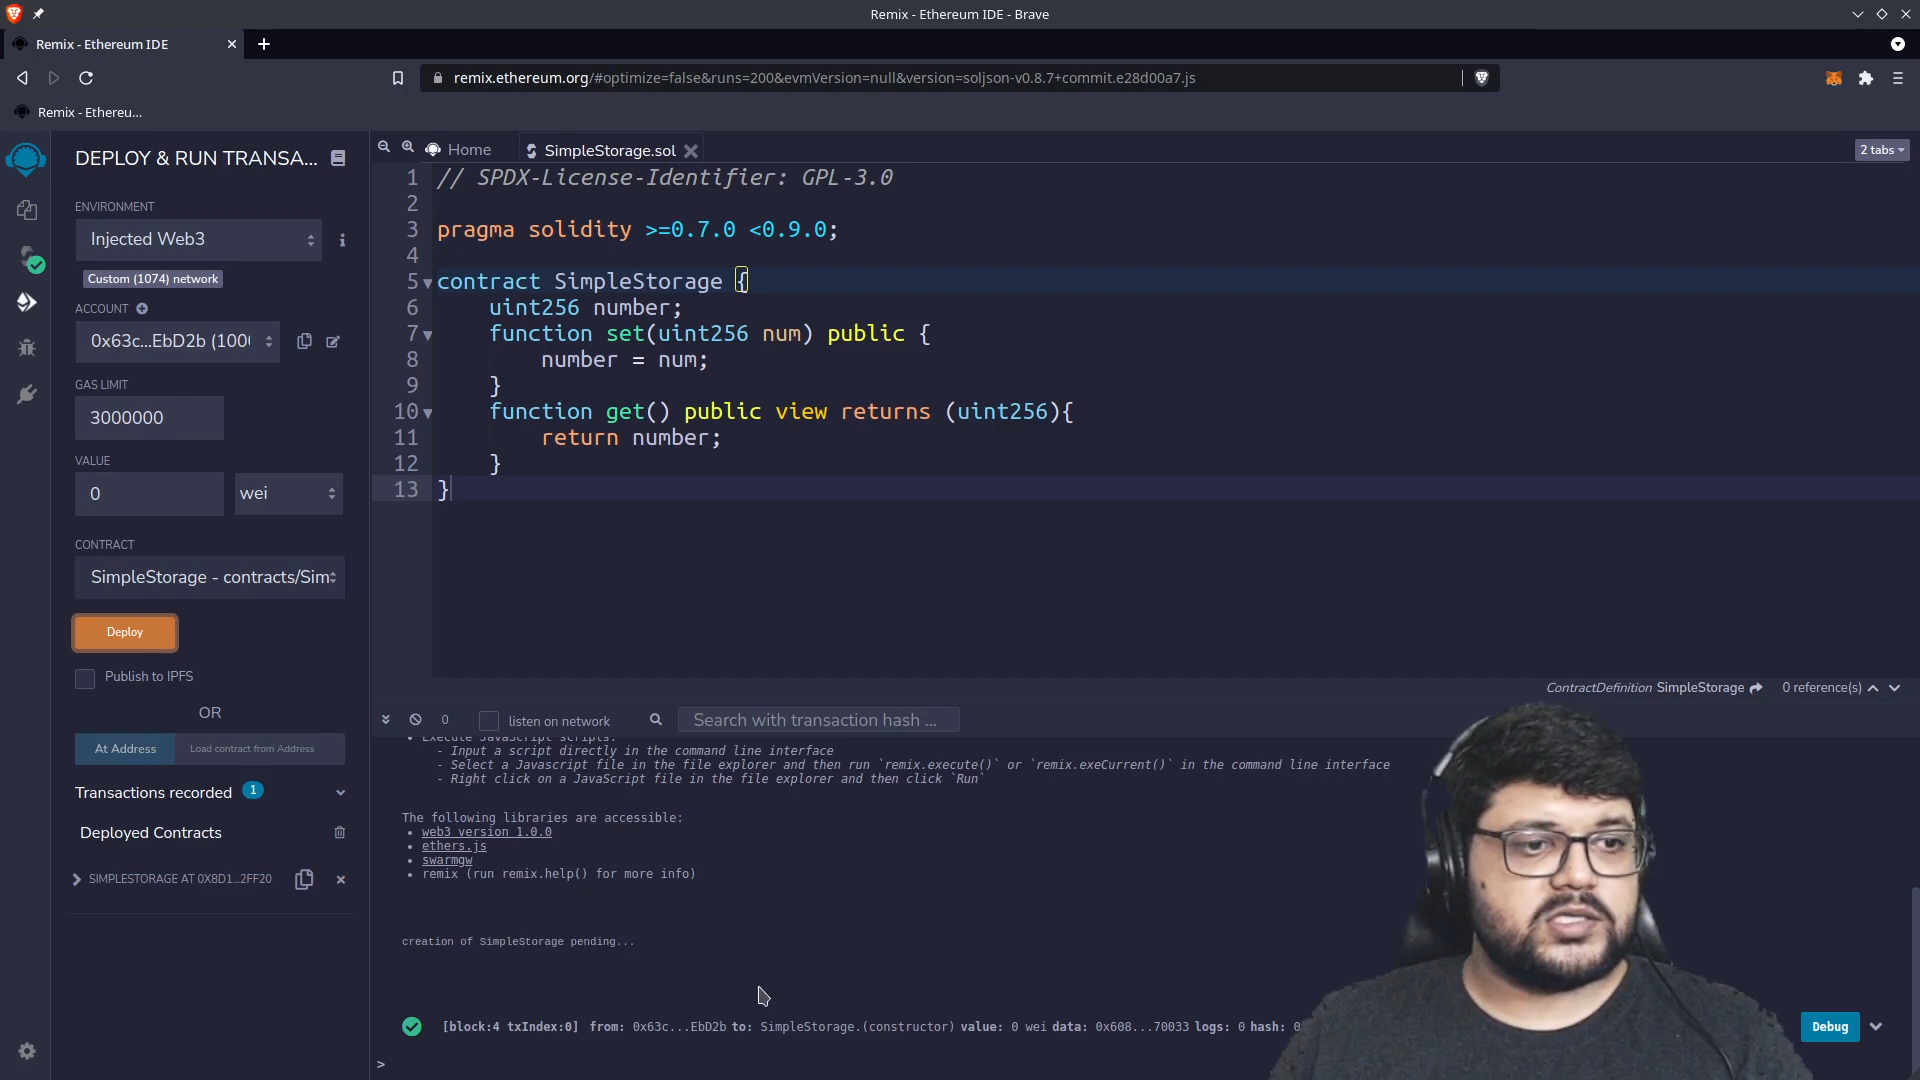 Remix - Ethereum IDE - Brave
Remix - Ethereum IDE
remix.ethereum.org/#optimize=false&runs=200&evmVersion=null&version=soljson-v0.8.7+commit.e28d00a7.js
Remix - Ethereu...
DEPLOY & RUN TRANSA...
ENVIRONMENT
Injected Web3
Custom (1074) network
ACCOUNT
0x63c...EbD2b (100
GAS LIMIT
3000000
VALUE
0
wei
CONTRACT
SimpleStorage - contracts/Sim
Deploy
Publish to IPFS
OR
At Address
Load contract from Address
Transactions recorded 1
Deployed Contracts
SIMPLESTORAGE AT 0X8D1...2FF20
Home
SimpleStorage.sol
2 tabs
1 // SPDX-License-Identifier: GPL-3.0
2
3 pragma solidity >=0.7.0 <0.9.0;
4
5 contract SimpleStorage {
6 uint256 number;
7 function set(uint256 num) public {
8 number = num;
9 }
10 function get() public view returns (uint256){
11 return number;
12 }
13 }
ContractDefinition SimpleStorage 0 reference(s)
0
listen on network
Search with transaction hash ...
Execute JavaScript scripts:
- Input a script directly in the command line interface
- Select a Javascript file in the file explorer and then run `remix.execute()` or `remix.exeCurrent()` in the command line interface
- Right click on a JavaScript file in the file explorer and then click `Run`
The following libraries are accessible:
web3 version 1.0.0
ethers.js
swarmgw
remix (run remix.help() for more info)
creation of SimpleStorage pending...
[block:4 txIndex:0] from: 0x63c...EbD2b to: SimpleStorage.(constructor) value: 0 wei data: 0x608...70033 logs: 0 hash: 0
Debug
>